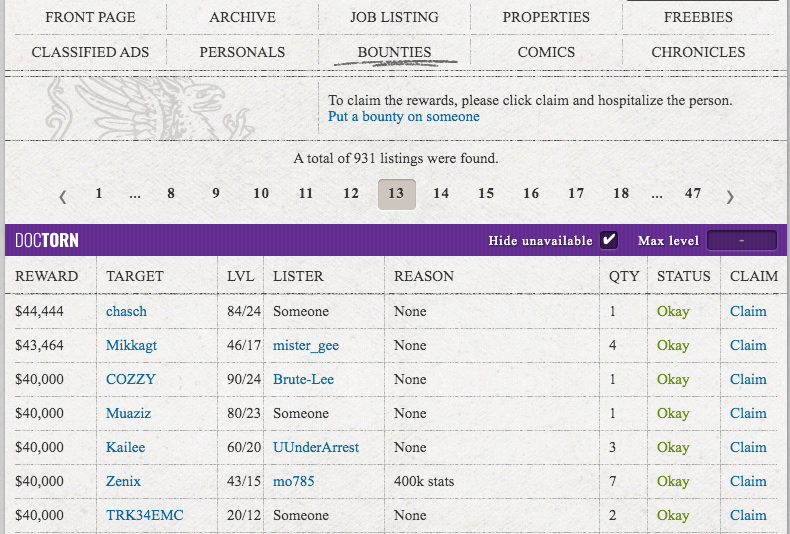 FRONT PAGE ARCHIVE JOB LISTING PROPERTIES FREEBIES
CLASSIFIED ADS PERSONALS BOUNTIES COMICS CHRONICLES
To claim the rewards, please click claim and hospitalize the person.
Put a bounty on someone
A total of 931 listings were found.
❮ 1 ... 8 9 10 11 12 13 14 15 16 17 18 ... 47 ❯
DOCTORN Hide unavailable ✔ Max level -
REWARD TARGET LVL LISTER REASON QTY STATUS CLAIM
$44,444 chasch 84/24 Someone None 1 Okay Claim
$43,464 Mikkagt 46/17 mister_gee None 4 Okay Claim
$40,000 COZZY 90/24 Brute-Lee None 1 Okay Claim
$40,000 Muaziz 80/23 Someone None 1 Okay Claim
$40,000 Kailee 60/20 UUnderArrest None 3 Okay Claim
$40,000 Zenix 43/15 mo785 400k stats 7 Okay Claim
$40,000 TRK34EMC 20/12 Someone None 2 Okay Claim